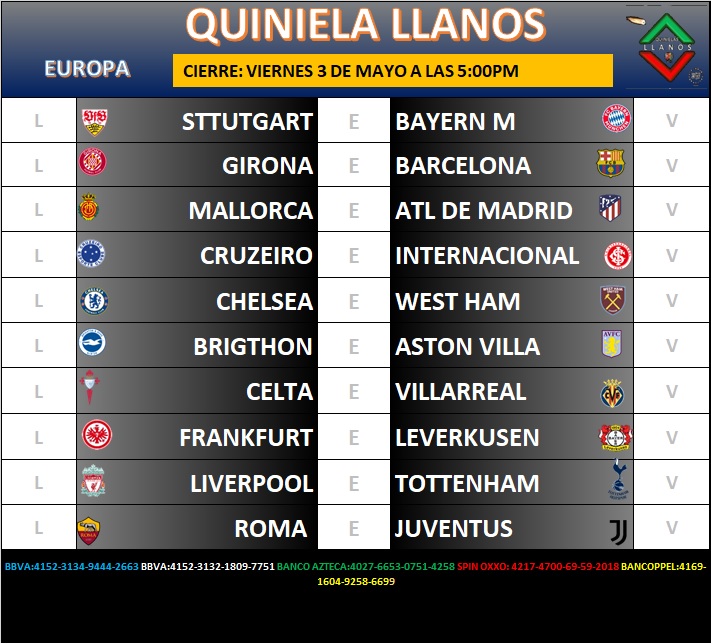 QUINIELA LLANOS
QUINIELAS
LLANOS
EUROPA
CIERRE: VIERNES 3 DE MAYO A LAS 5:00PM
L STTUTGART E BAYERN M V
L GIRONA E BARCELONA V
L MALLORCA E ATL DE MADRID V
L CRUZEIRO E INTERNACIONAL V
L CHELSEA E WEST HAM V
L BRIGTHON E ASTON VILLA V
L CELTA E VILLARREAL V
L FRANKFURT E LEVERKUSEN V
L LIVERPOOL E TOTTENHAM V
L ROMA E JUVENTUS V
BBVA:4152-3134-9444-2663 BBVA:4152-3132-1809-7751 BANCO AZTECA:4027-6653-0751-4258 SPIN OXXO: 4217-4700-69-59-2018 BANCOPPEL:4169-
1604-9258-6699